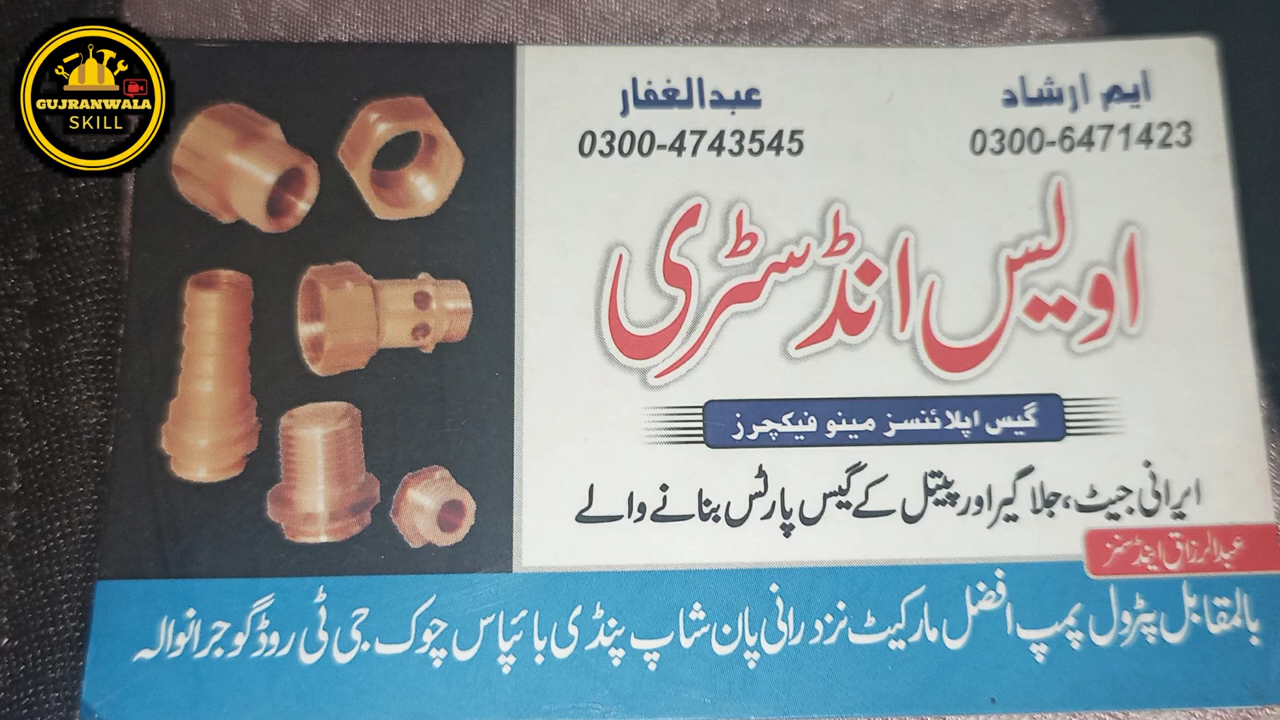 GUJRANWALA
SKILL
ایم ارشاد
0300-6471423
عبدالغفار
0300-4743545
اویس انڈسٹری
گیس اپلائنسز مینو فیکچرز
ایرانی جیٹ، جلا گیر اور پیتل کے گیس پارٹس بنانے والے
عبدالرزاق اینڈ سنز
بالمقابل پٹرول پمپ افضل مارکیٹ نزد رانی پان شاپ پنڈی بائپاس چوک جی ٹی روڈ گوجرانوالہ